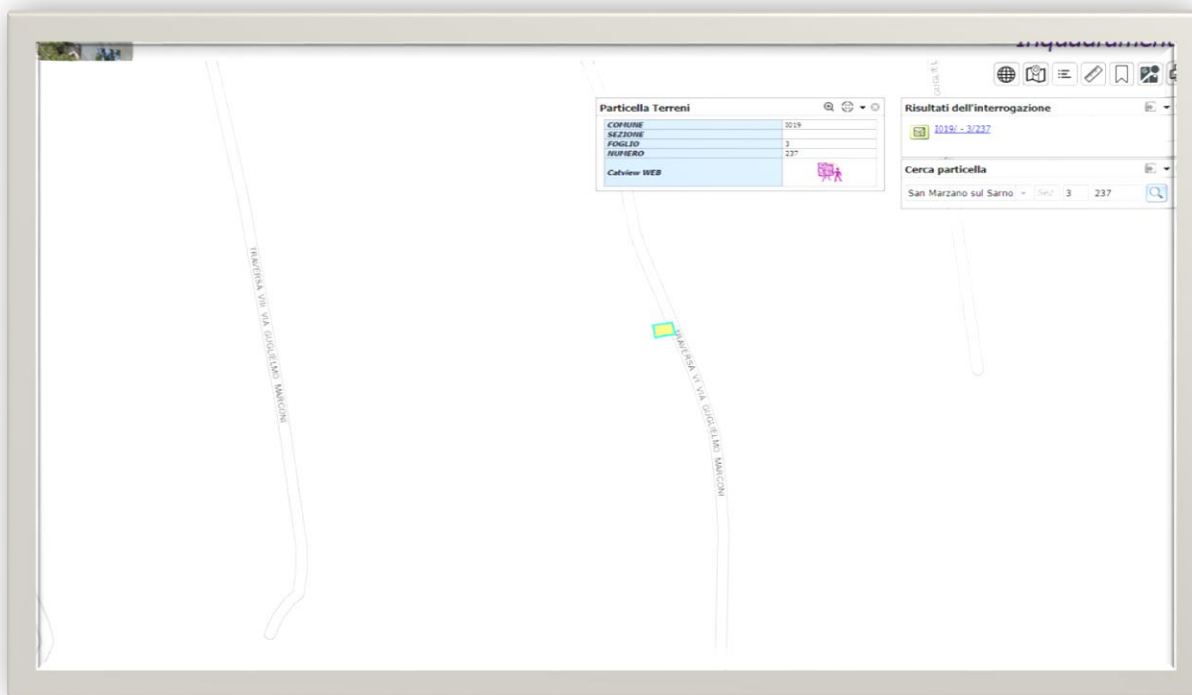 Particella Terreni
COMUNE I019
SEZIONE
FOGLIO 3
NUMERO 237
Catview WEB
Risultati dell'interrogazione
I019/ - 3/237
Cerca particella
San Marzano sul Sarno Sez 3 237
TRAVERSA VIII VIA GUGLIELMO MARCONI
TRAVERSA VI VIA GUGLIELMO MARCONI